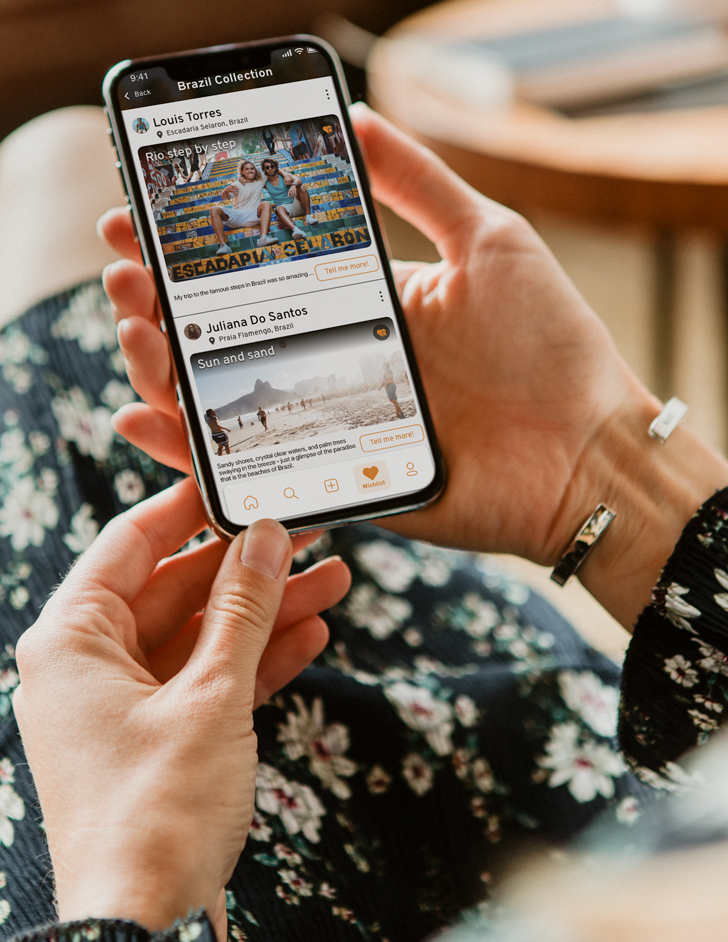 9:41
Back
Brazil Collection
Louis Torres
Escadaria Selaron, Brazil
Rio step by step
ESCADARIA SELARON
My trip to the famous steps in Brazil was so amazing ...
Tell me more!
Juliana Do Santos
Praia Flamengo, Brazil
Sun and sand
Sandy shores, crystal clear waters, and palm trees
swaying in the breeze - just a glimpse of the paradise
that is the beaches of Brazil.
Tell me more!
Wishlist